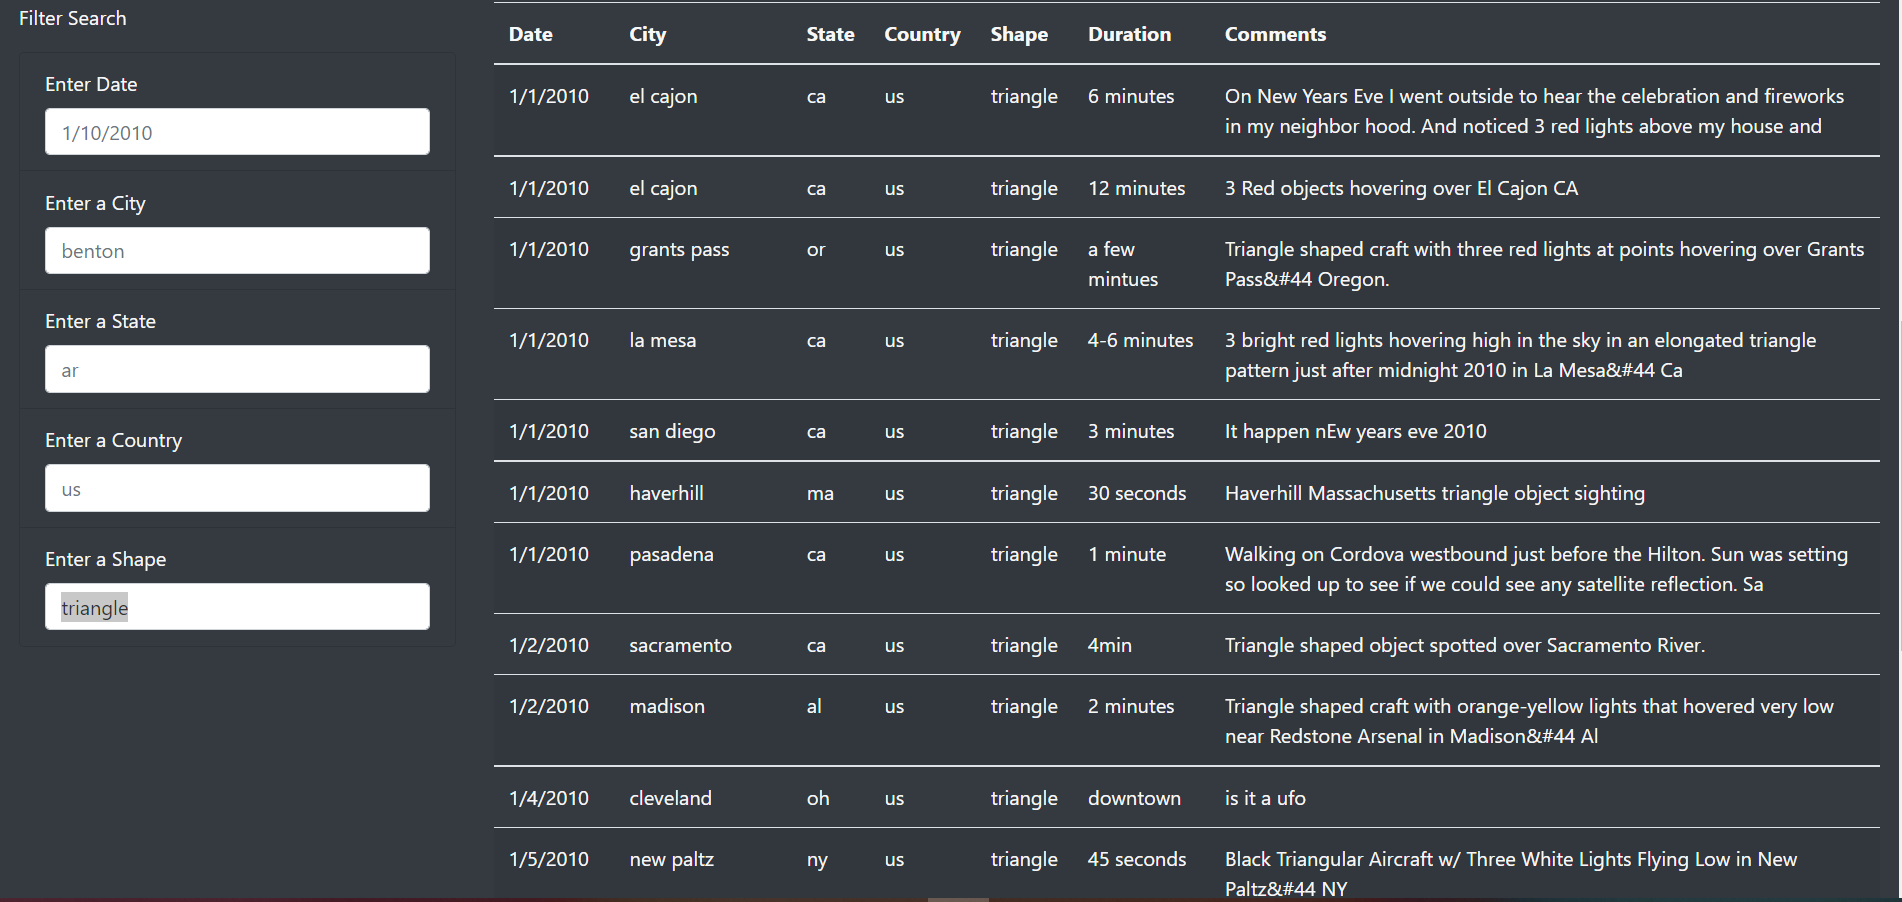 Filter Search
Enter Date
1/10/2010
Enter a City
benton
Enter a State
ar
Enter a Country
us
Enter a Shape
triangle
Date City State Country Shape Duration Comments
1/1/2010 el cajon ca us triangle 6 minutes On New Years Eve I went outside to hear the celebration and fireworks
in my neighbor hood. And noticed 3 red lights above my house and
1/1/2010 el cajon ca us triangle 12 minutes 3 Red objects hovering over El Cajon CA
1/1/2010 grants pass or us triangle a few Triangle shaped craft with three red lights at points hovering over Grants
mintues Pass&#44 Oregon.
1/1/2010 la mesa ca us triangle 4-6 minutes 3 bright red lights hovering high in the sky in an elongated triangle
pattern just after midnight 2010 in La Mesa&#44 Ca
1/1/2010 san diego ca us triangle 3 minutes It happen nEw years eve 2010
1/1/2010 haverhill ma us triangle 30 seconds Haverhill Massachusetts triangle object sighting
1/1/2010 pasadena ca us triangle 1 minute Walking on Cordova westbound just before the Hilton. Sun was setting
so looked up to see if we could see any satellite reflection. Sa
1/2/2010 sacramento ca us triangle 4min Triangle shaped object spotted over Sacramento River.
1/2/2010 madison al us triangle 2 minutes Triangle shaped craft with orange-yellow lights that hovered very low
near Redstone Arsenal in Madison&#44 Al
1/4/2010 cleveland oh us triangle downtown is it a ufo
1/5/2010 new paltz ny us triangle 45 seconds Black Triangular Aircraft w/ Three White Lights Flying Low in New
Paltz&#44 NY